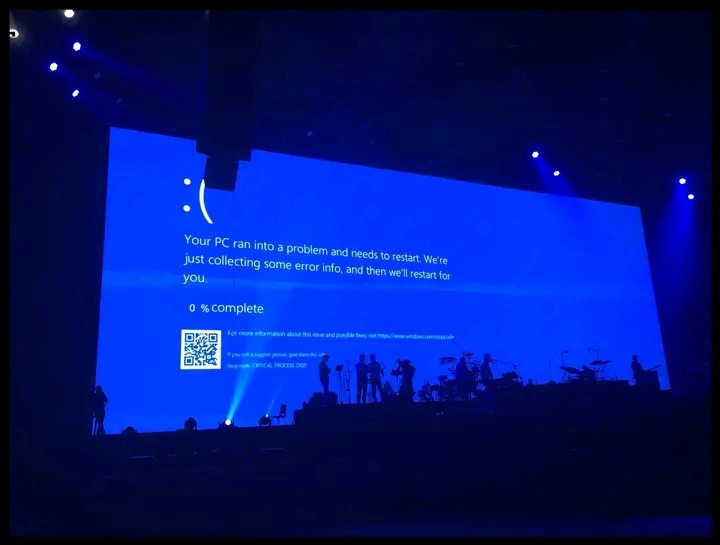 :(
Your PC ran into a problem and needs to restart. We're
just collecting some error info, and then we'll restart for
you.
0 % complete
For more information about this issue and possible fixes, visit https://www.windows.com/stopcode
If you call a support person, give them this
Stop code: CRITICAL PROCESS DIED